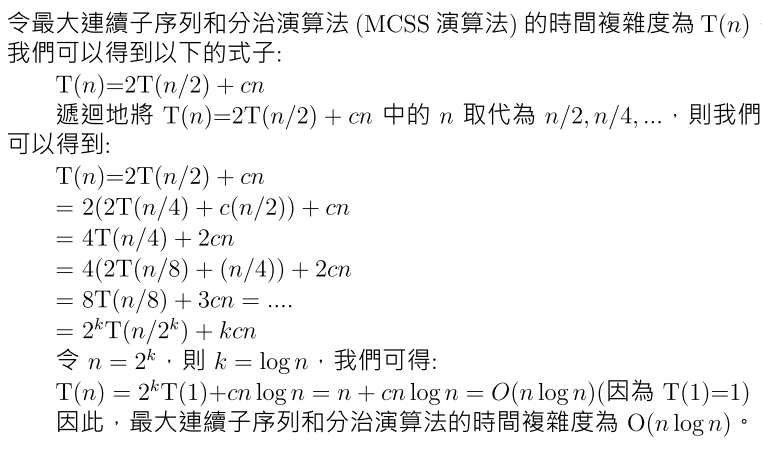 令最大連續子序列和分治演算法 (MCSS 演算法) 的時間複雜度為 T(n)，
我們可以得到以下的式子:
T(n)=2T(n/2) + cn
遞迴地將 T(n)=2T(n/2) + cn 中的 n 取代為 n/2, n/4, ...，則我們
可以得到:
T(n)=2T(n/2) + cn
= 2(2T(n/4) + c(n/2)) + cn
= 4T(n/4) + 2cn
= 4(2T(n/8) + (n/4)) + 2cn
= 8T(n/8) + 3cn = ....
= 2^kT(n/2^k) + kcn
令 n = 2^k，則 k = log n，我們可得:
T(n) = 2^kT(1)+cn log n = n + cn log n = O(n log n)(因為 T(1)=1)
因此，最大連續子序列和分治演算法的時間複雜度為 O(n log n)。